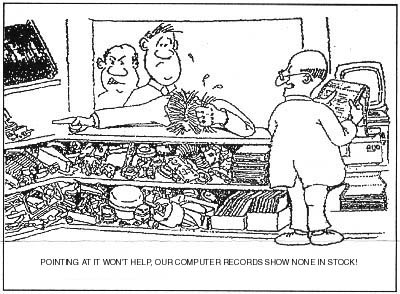 POINTING AT IT WON'T HELP, OUR COMPUTER RECORDS SHOW NONE IN STOCK!